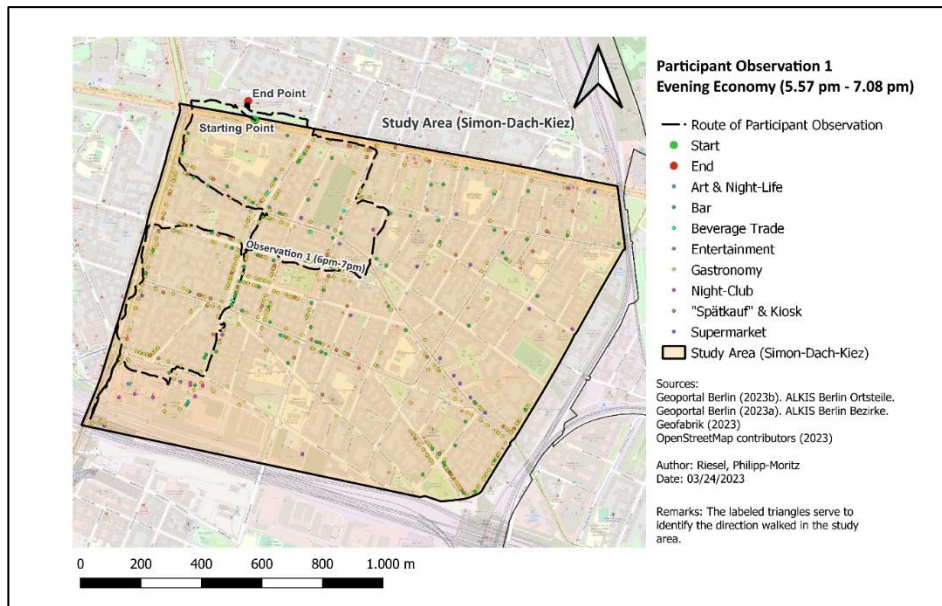 End Point
Starting Point
Study Area (Simon-Dach-Kiez)
Observation 1 (6pm-7pm)
Participant Observation 1
Evening Economy (5.57 pm - 7.08 pm)
Route of Participant Observation
Start
End
Art & Night-Life
Bar
Beverage Trade
Entertainment
Gastronomy
Night-Club
"Spätkauf" & Kiosk
Supermarket
Study Area (Simon-Dach-Kiez)
Sources:
Geoportal Berlin (2023b). ALKIS Berlin Ortsteile.
Geoportal Berlin (2023a). ALKIS Berlin Bezirke.
Geofabrik (2023)
OpenStreetMap contributors (2023)
Author: Riesel, Philipp-Moritz
Date: 03/24/2023
Remarks: The labeled triangles serve to
identify the direction walked in the study
area.
0 200 400 600 800 1.000 m